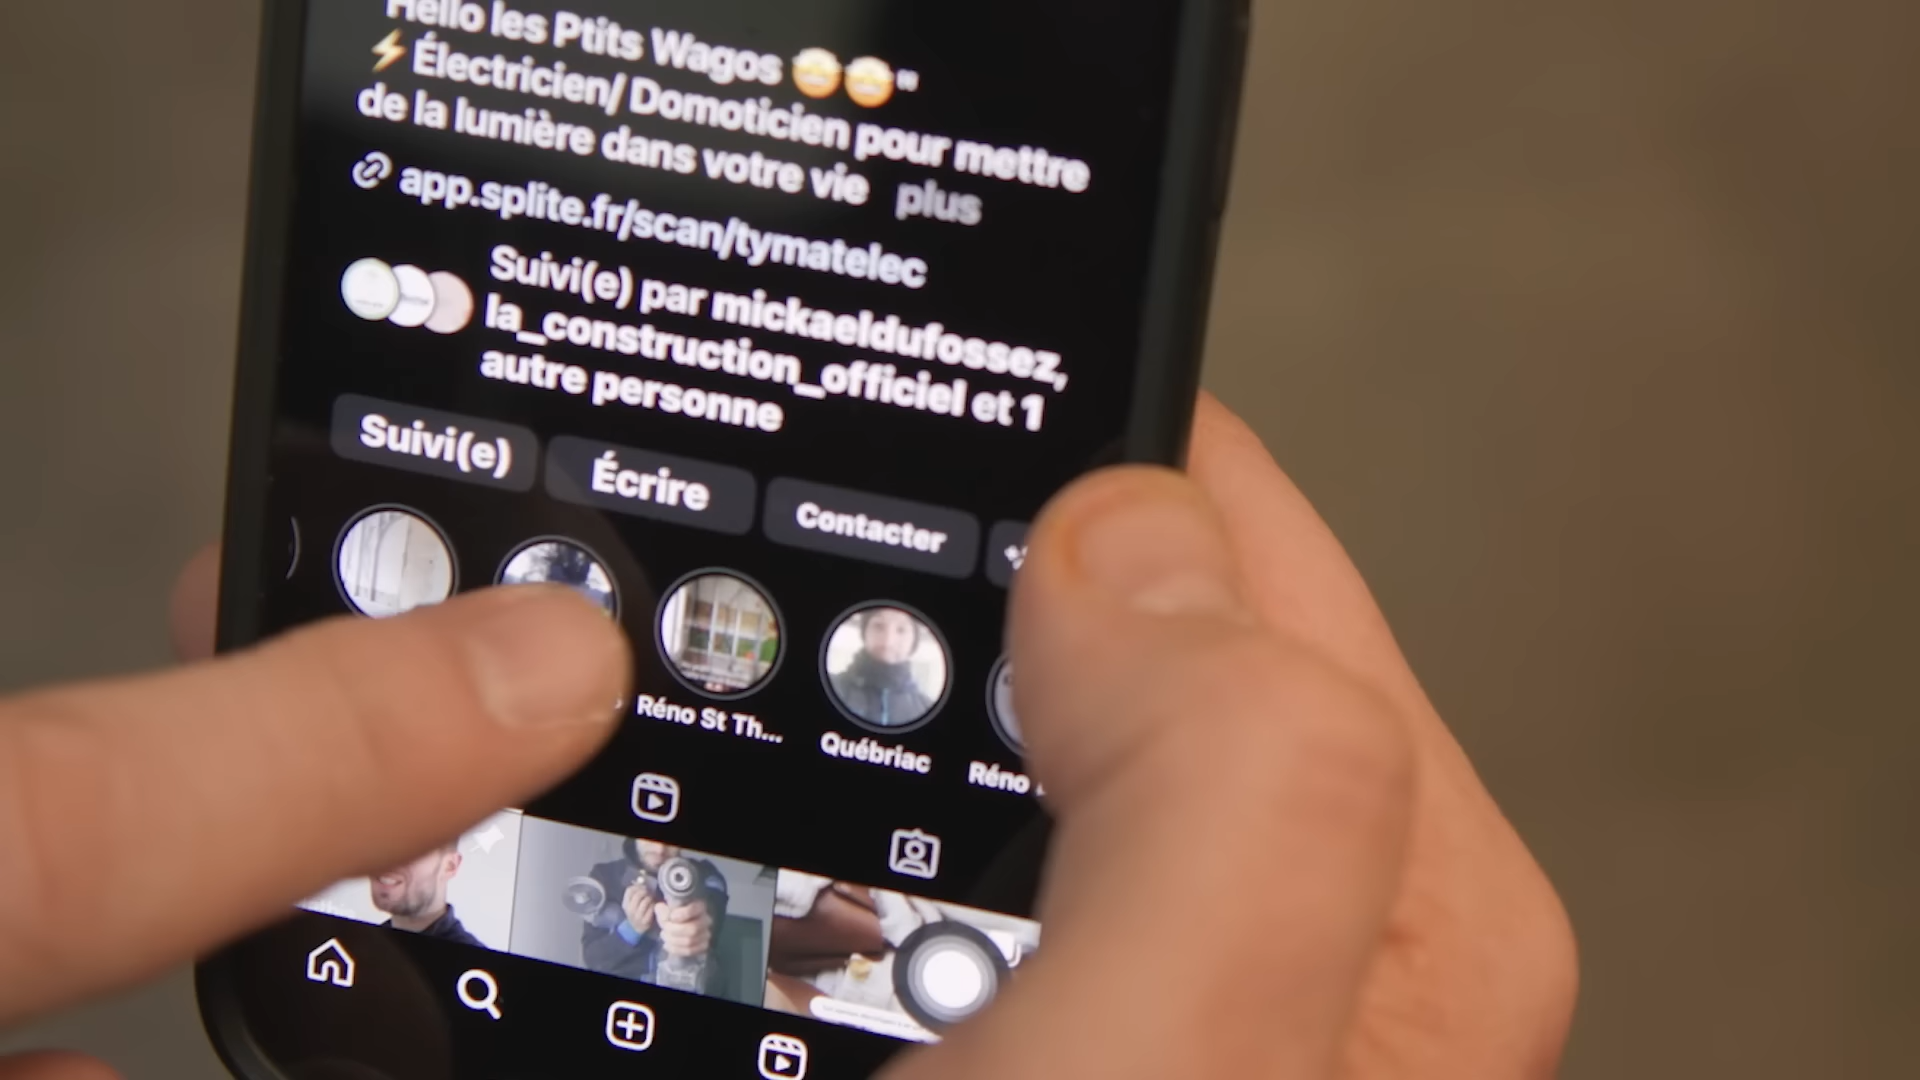 Hello les Ptits Wagos 🤩🤩"
⚡Électricien/ Domoticien pour mettre
de la lumière dans votre vie plus
app.splite.fr/scan/tymatelec
Suivi(e) par mickaeldufossez,
la_construction_officiel et 1
autre personne
Suivi(e)
Écrire
Contacter
Réno St Th...
Québriac
Réno